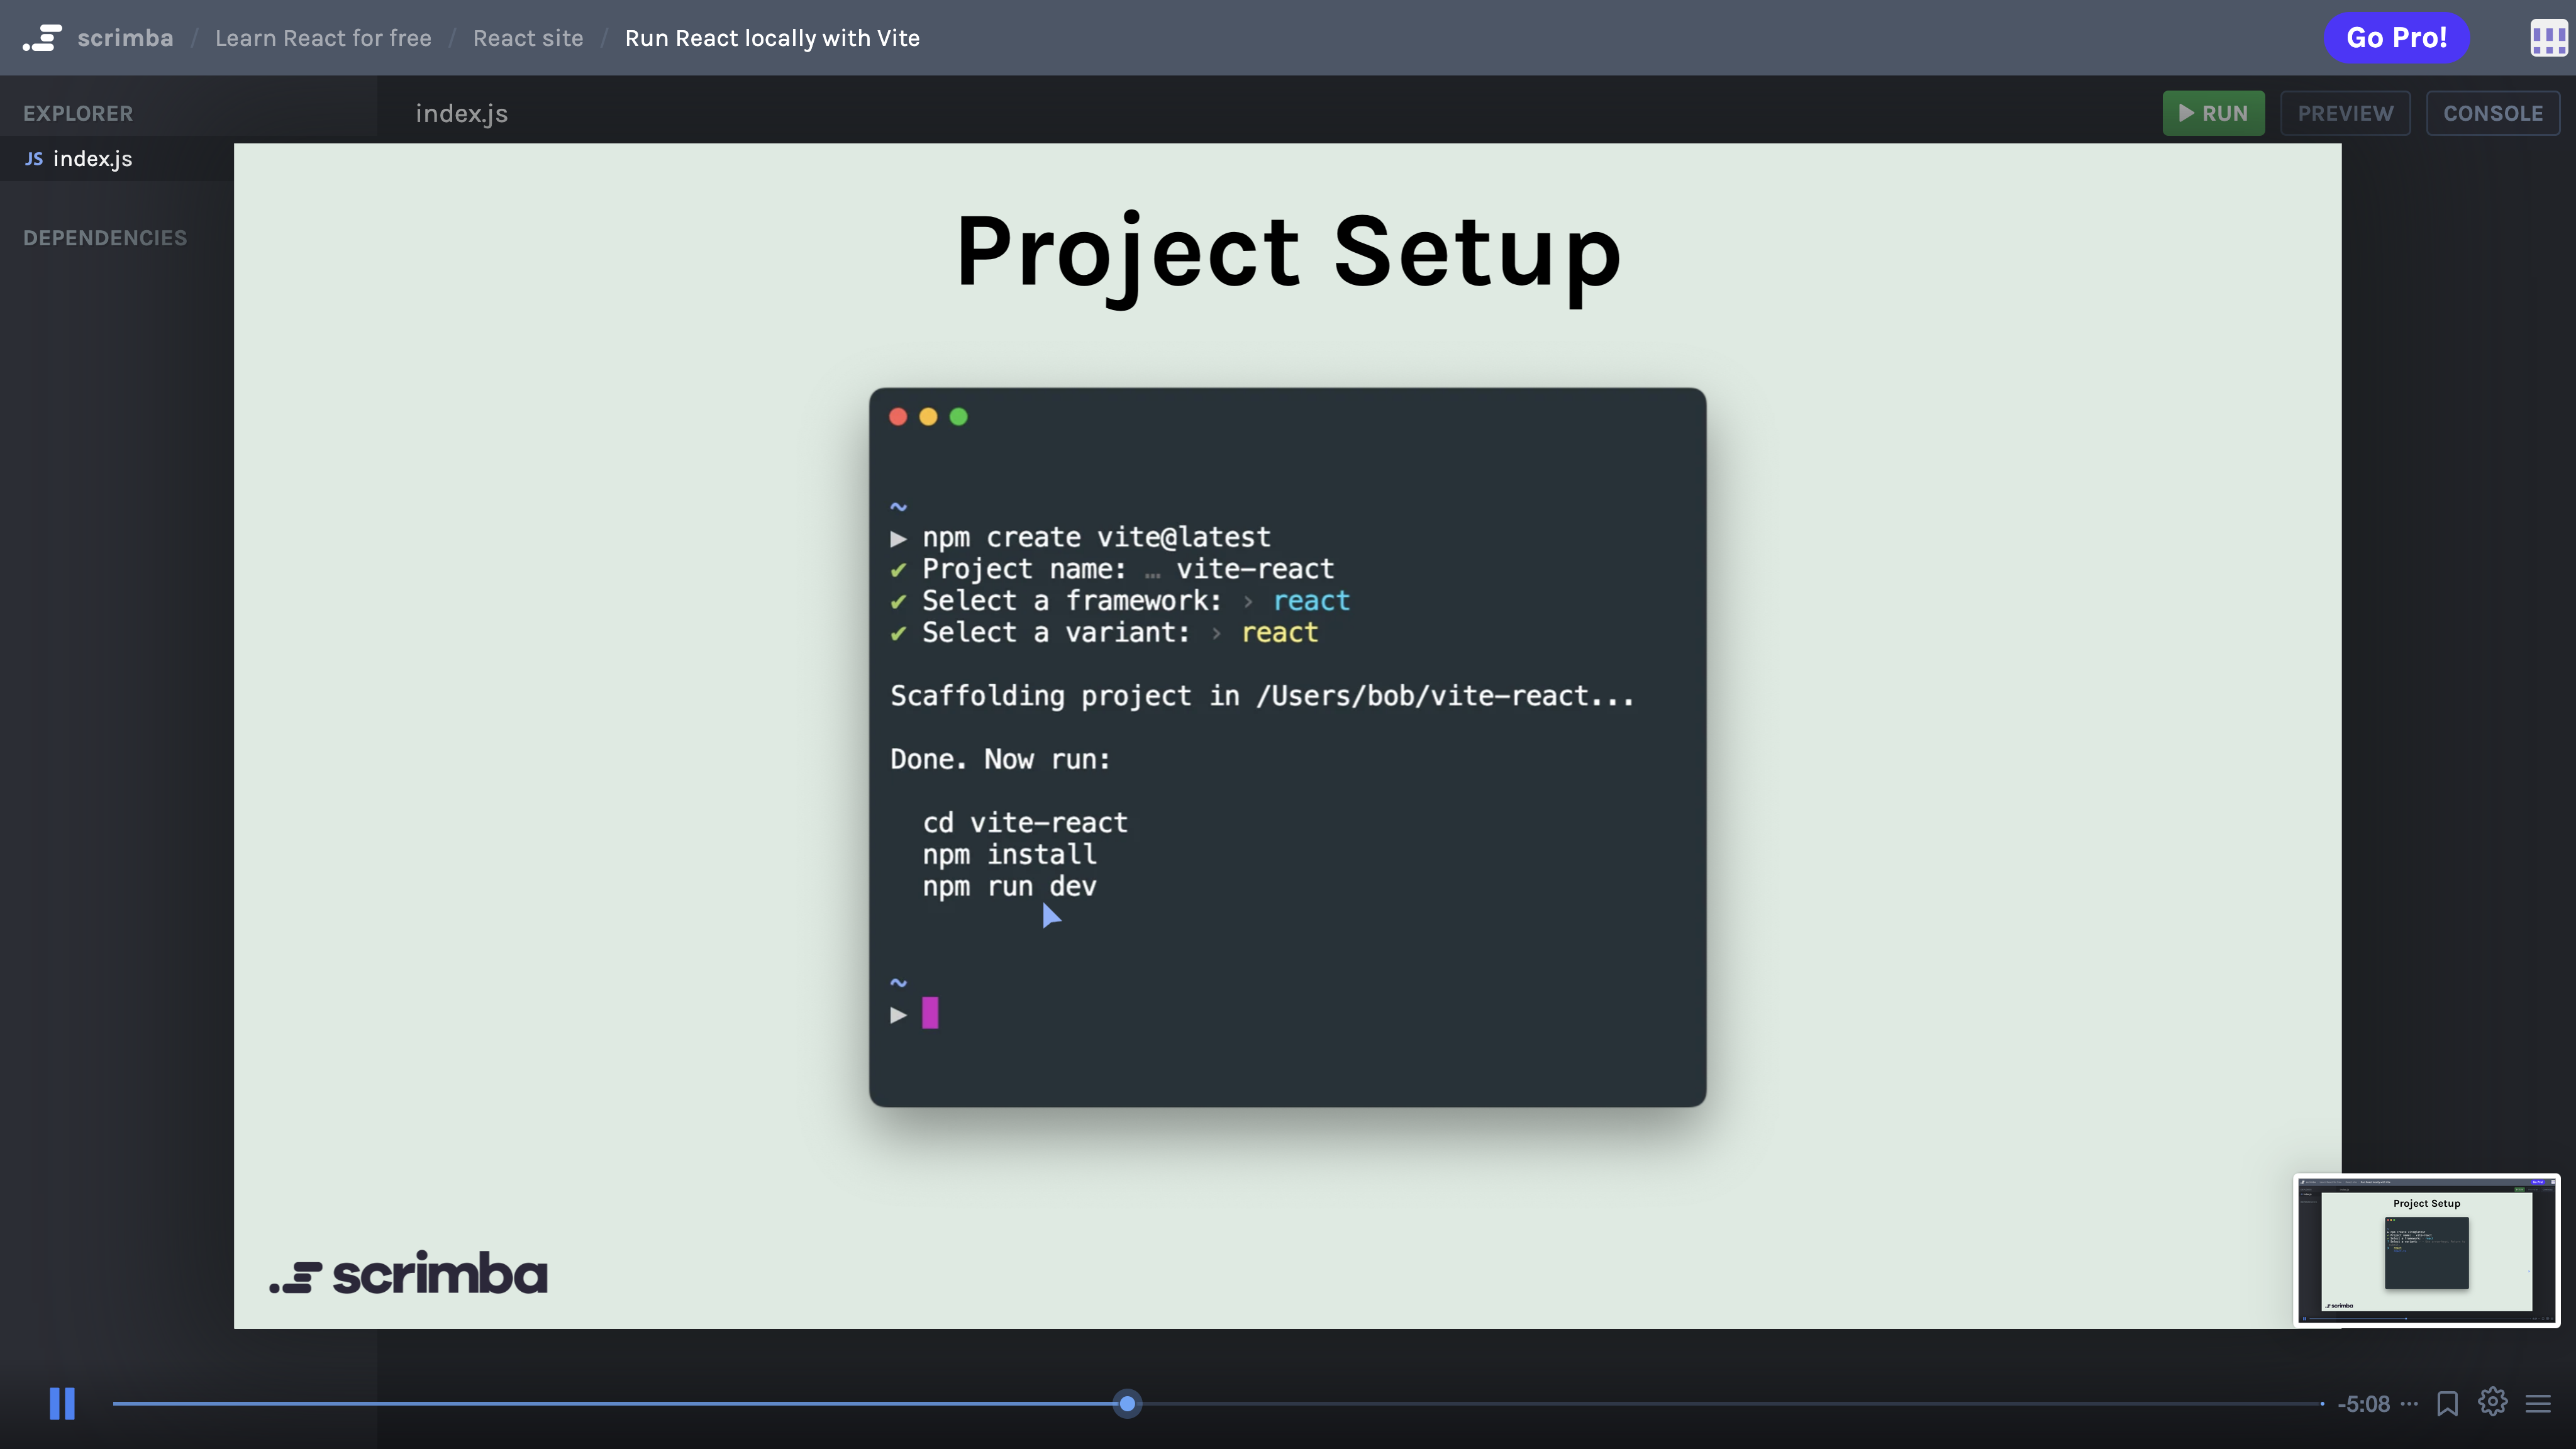 scrimba / Learn React for free / React site / Run React locally with Vite
Go Pro!
EXPLORER
index.js
RUN
PREVIEW
CONSOLE
JS index.js
DEPENDENCIES
Project Setup
~
▶ npm create vite@latest
✔ Project name: … vite-react
✔ Select a framework: › react
✔ Select a variant: › react
Scaffolding project in /Users/bob/vite-react...
Done. Now run:
cd vite-react
npm install
npm run dev
~
▶
scrimba
Project Setup
scrimba
-5:08 ...